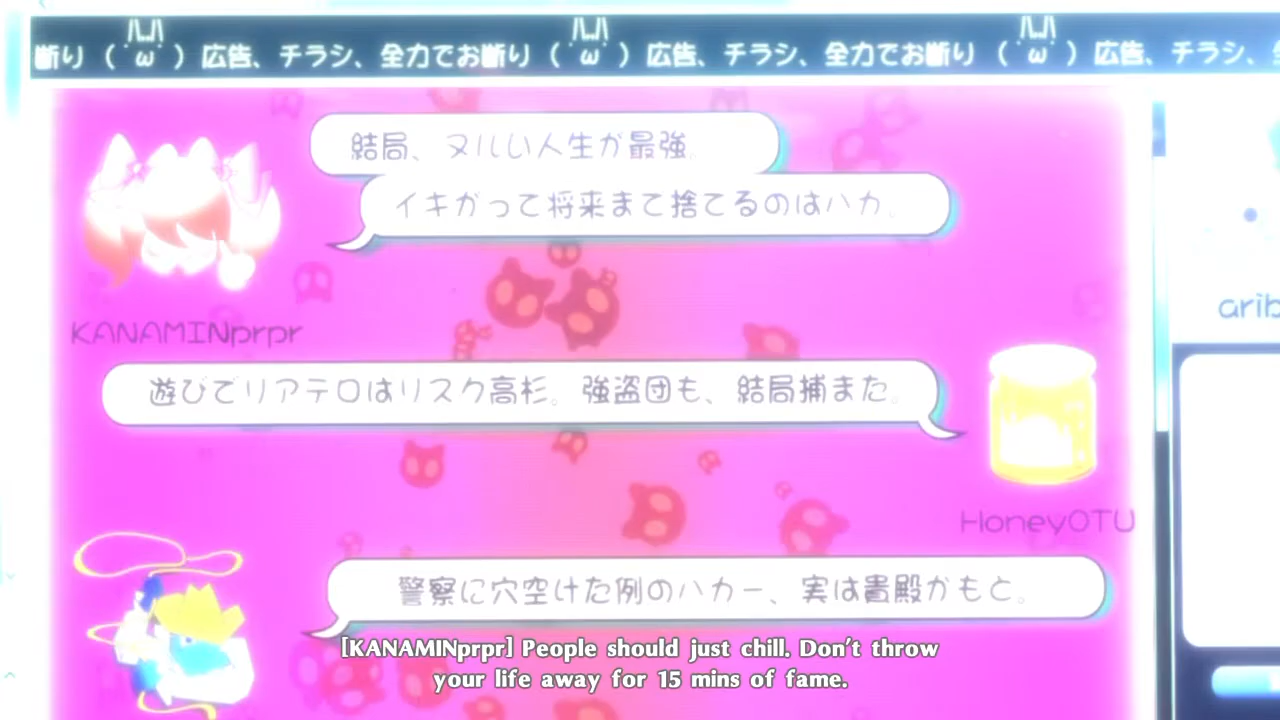 断り ( ˙ω˙ ) 広告、チラシ、全力でお断り ( ˙ω˙ ) 広告、チラシ、全力でお断り ( ˙ω˙ ) 広告、チラシ、
結局、ヌルい人生が最強。
イキがって将来まて捨てるのはハカ。
KANAMINprpr
arib
遊びでリアテロはリスク高杉。強盗団も、結局捕また。
HoneyOTU
警察に穴空けた例のハカー、実は貴殿かもと。
[KANAMINprpr] People should just chill. Don't throw
your life away for 15 mins of fame.